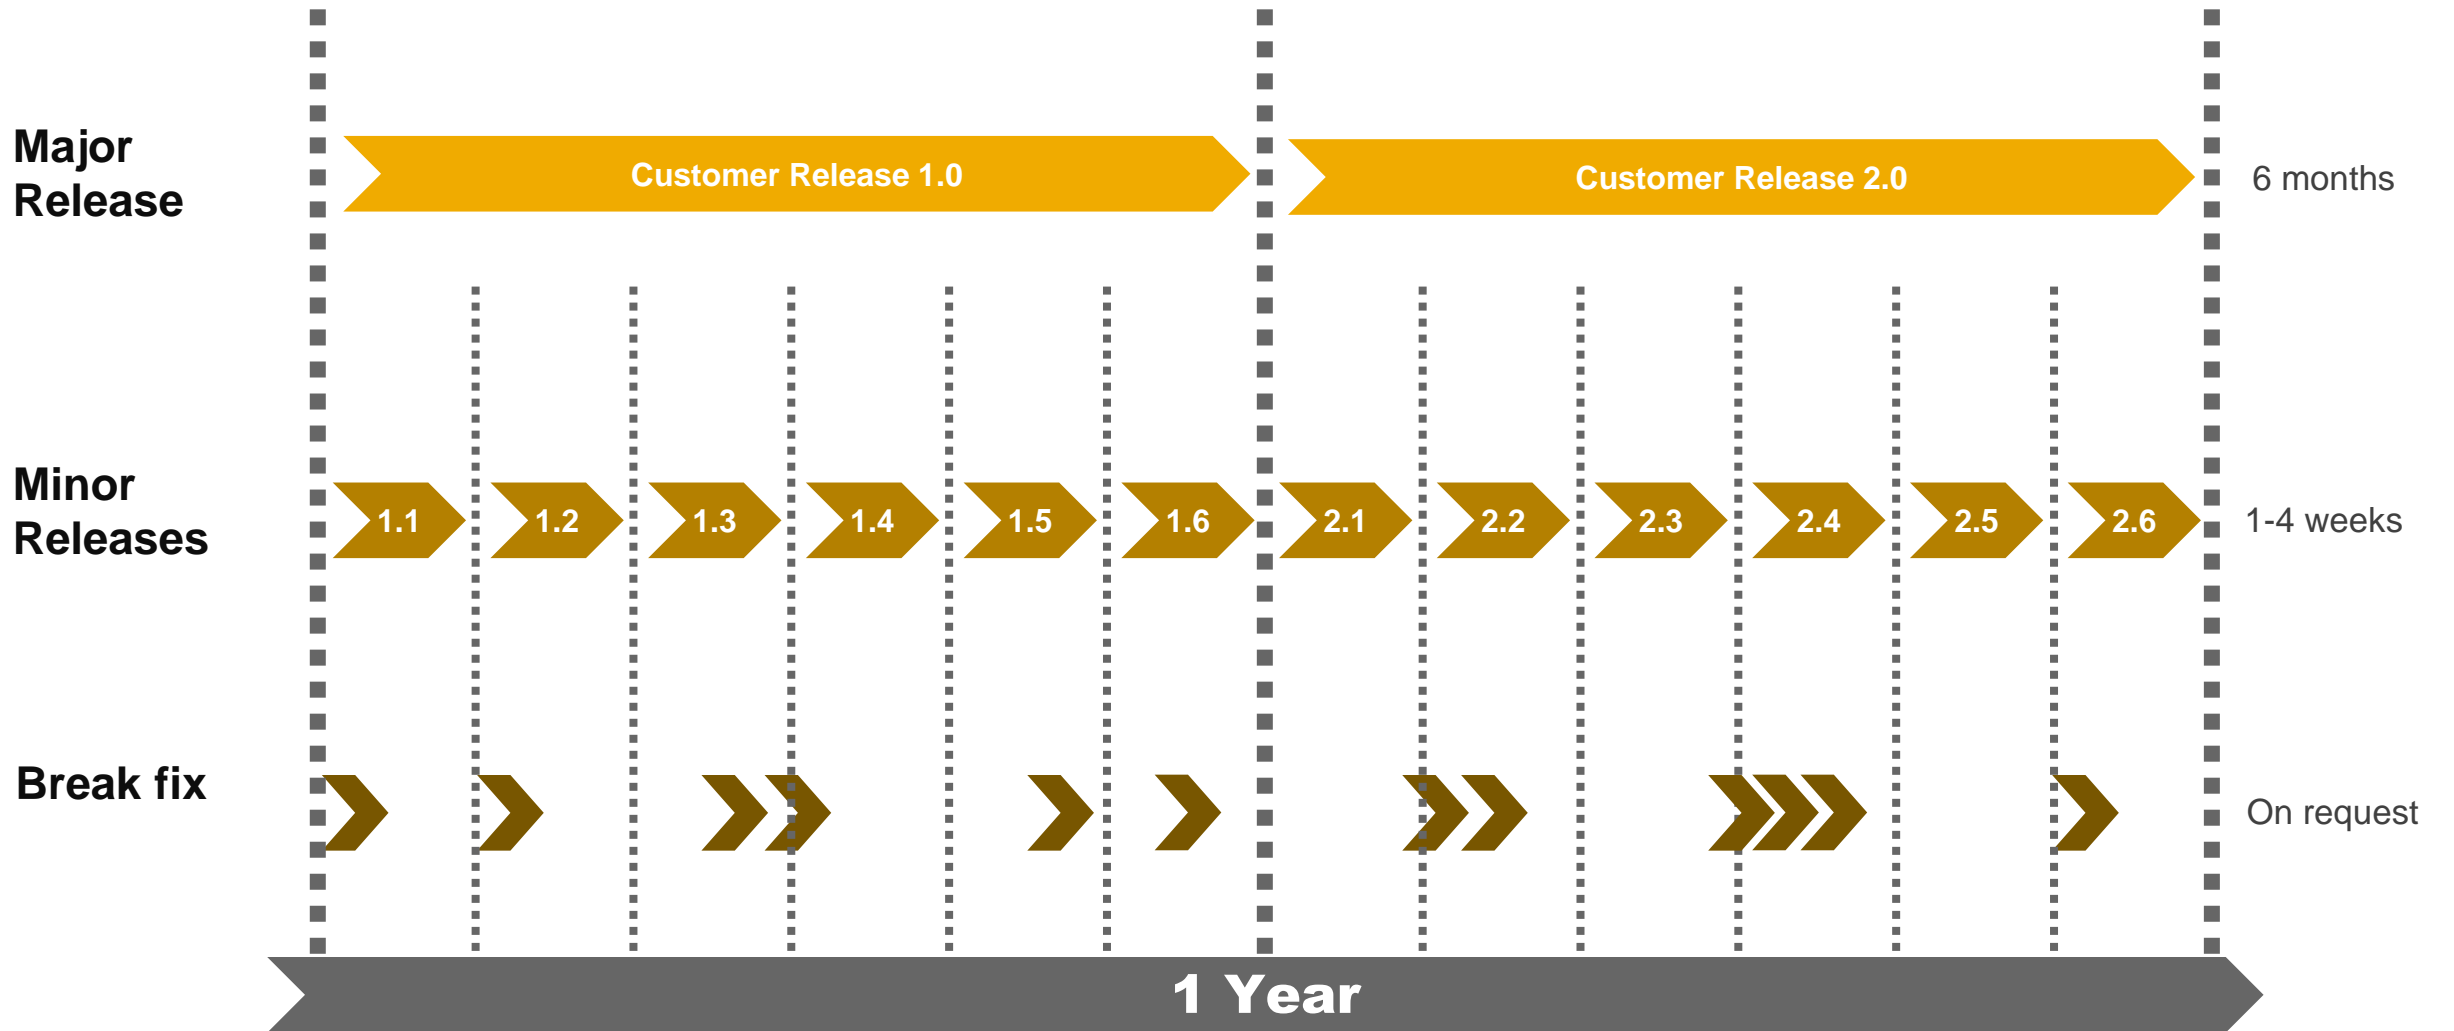 Major
Release
Customer Release 1.0
Customer Release 2.0
6 months
Minor
Releases
1.1
1.2
1.3
1.4
1.5
1.6
2.1
2.2
2.3
2.4
2.5
2.6
1-4 weeks
Break fix
On request
1 Year